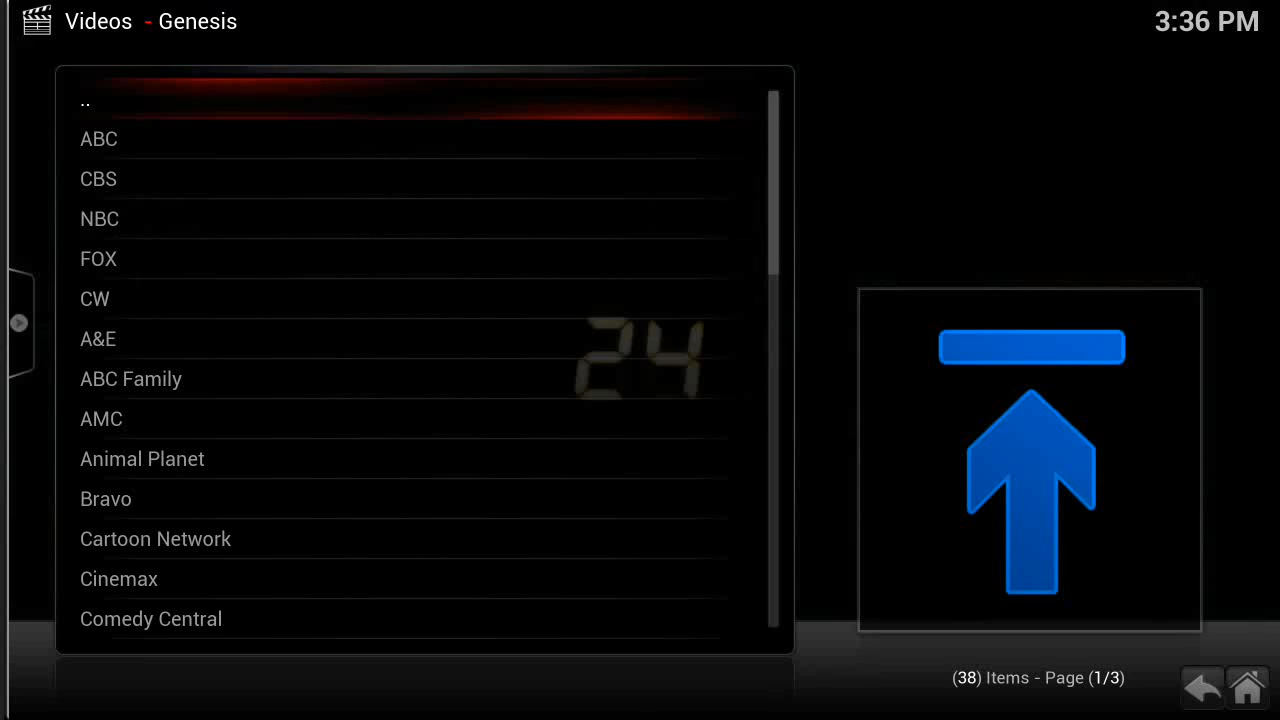 Videos - Genesis
3:36 PM
..
ABC
CBS
NBC
FOX
CW
A&E
ABC Family
AMC
Animal Planet
Bravo
Cartoon Network
Cinemax
Comedy Central
24
(38) Items - Page (1/3)